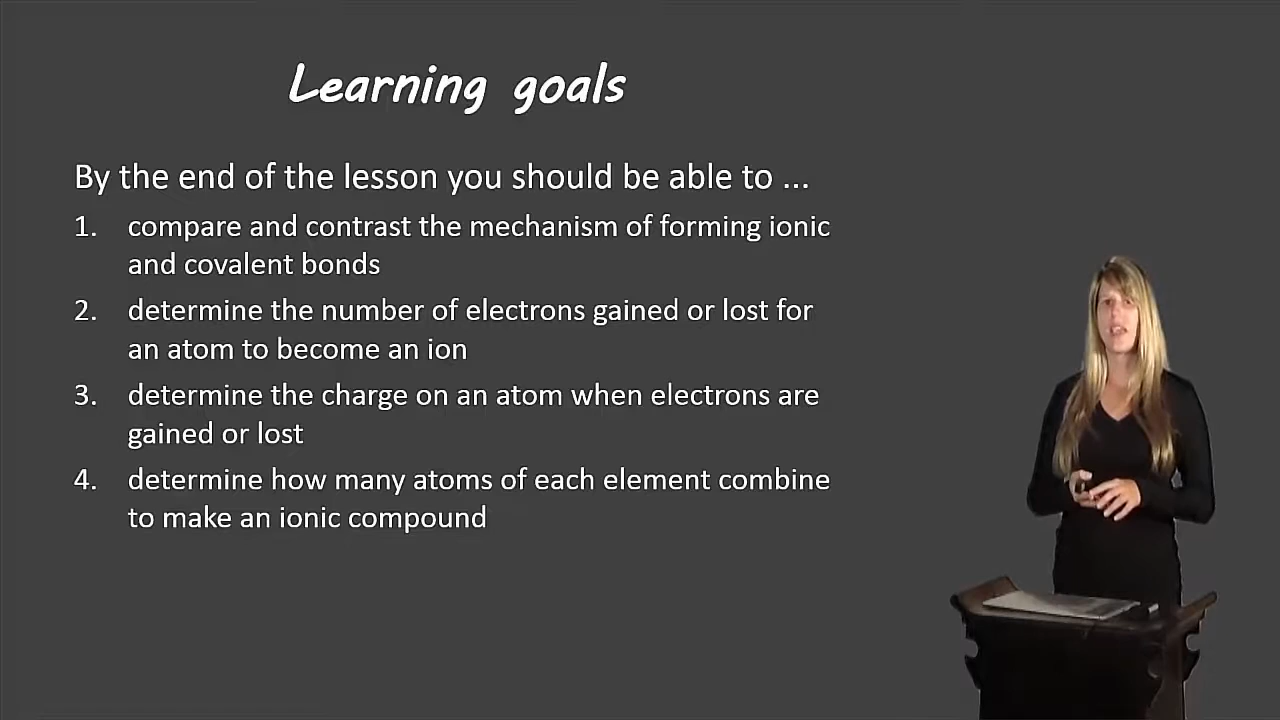 Learning goals
By the end of the lesson you should be able to ...
1. compare and contrast the mechanism of forming ionic
and covalent bonds
2. determine the number of electrons gained or lost for
an atom to become an ion
3. determine the charge on an atom when electrons are
gained or lost
4. determine how many atoms of each element combine
to make an ionic compound